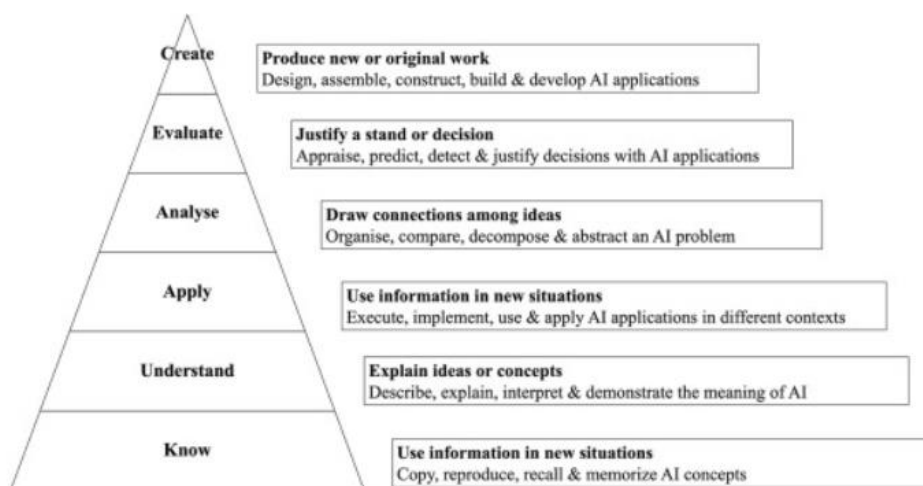 Create
Produce new or original work
Design, assemble, construct, build & develop AI applications
Evaluate
Justify a stand or decision
Appraise, predict, detect & justify decisions with AI applications
Analyse
Draw connections among ideas
Organise, compare, decompose & abstract an AI problem
Apply
Use information in new situations
Execute, implement, use & apply AI applications in different contexts
Understand
Explain ideas or concepts
Describe, explain, interpret & demonstrate the meaning of AI
Know
Use information in new situations
Copy, reproduce, recall & memorize AI concepts